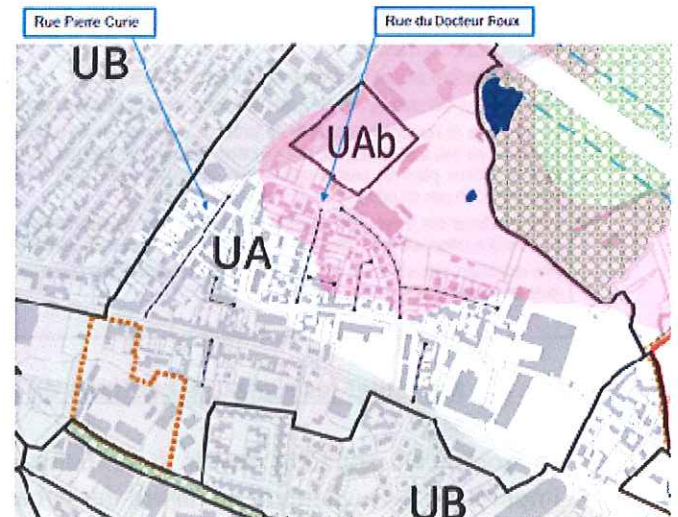 Rue Pierre Curie
Rue du Docteur Roux
UB
UAb
UA
UB